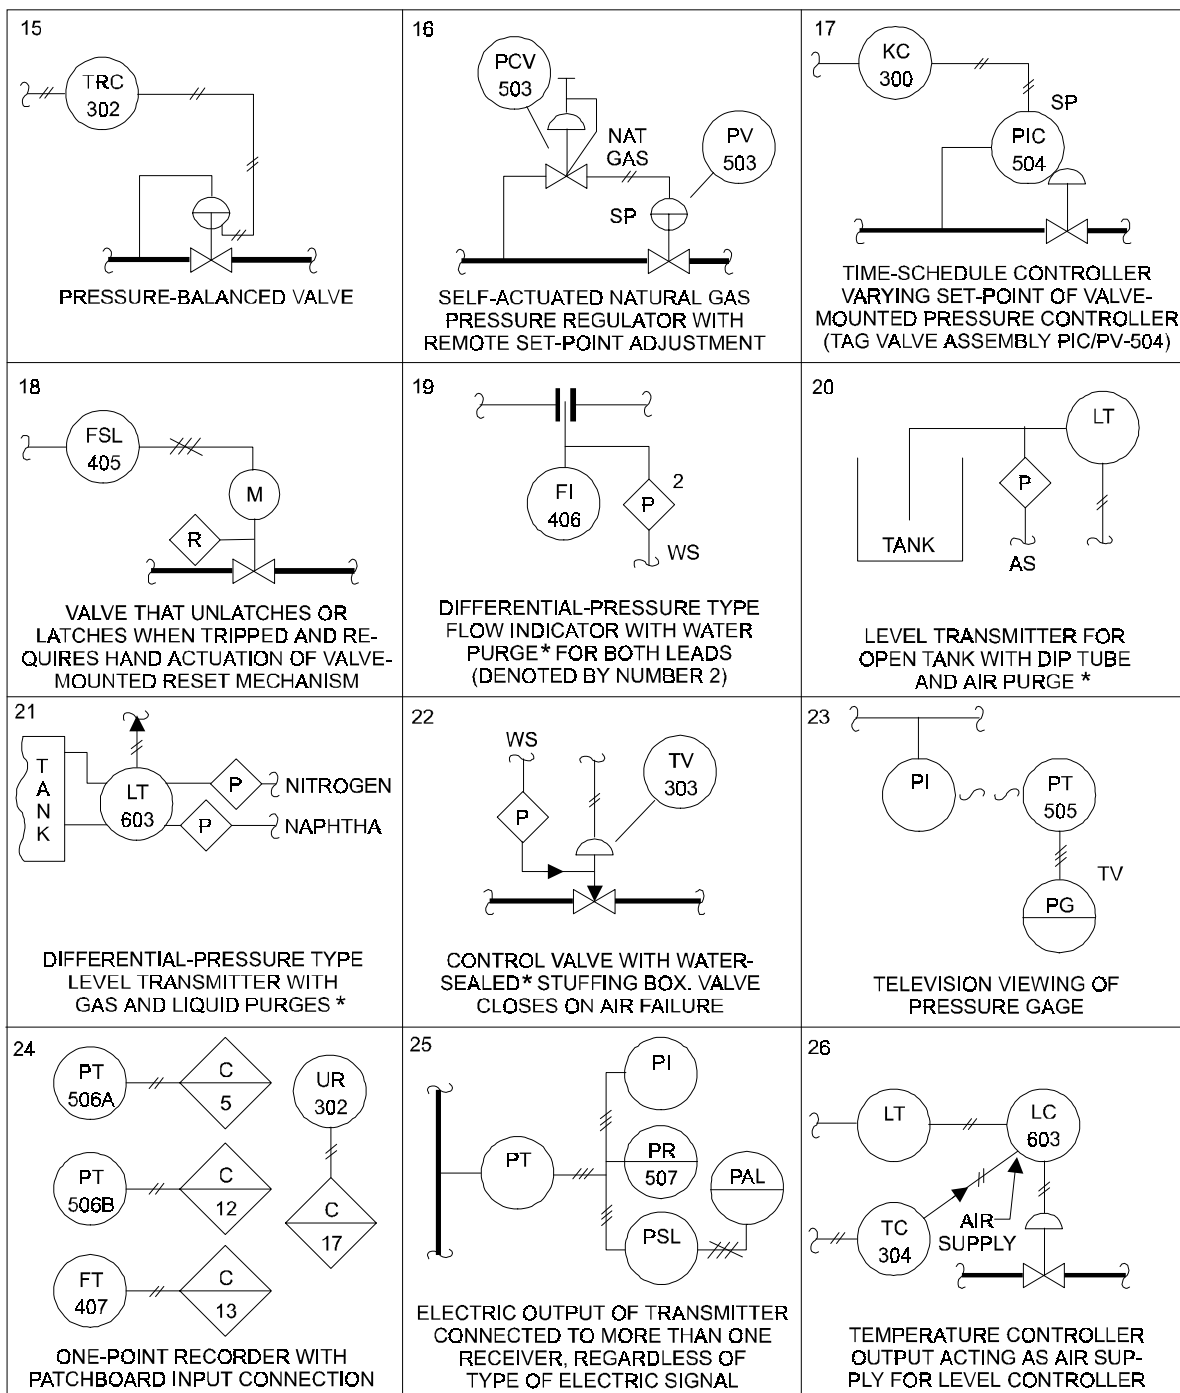 15
TRC
302
PRESSURE-BALANCED VALVE
16
PCV
503
NAT
GAS
PV
503
SP
SELF-ACTUATED NATURAL GAS
PRESSURE REGULATOR WITH
REMOTE SET-POINT ADJUSTMENT
17
KC
300
SP
PIC
504
TIME-SCHEDULE CONTROLLER
VARYING SET-POINT OF VALVE-
MOUNTED PRESSURE CONTROLLER
(TAG VALVE ASSEMBLY PIC/PV-504)
18
FSL
405
M
R
VALVE THAT UNLATCHES OR
LATCHES WHEN TRIPPED AND RE-
QUIRES HAND ACTUATION OF VALVE-
MOUNTED RESET MECHANISM
19
FI
406
2
P
WS
DIFFERENTIAL-PRESSURE TYPE
FLOW INDICATOR WITH WATER
PURGE* FOR BOTH LEADS
(DENOTED BY NUMBER 2)
20
LT
P
TANK
AS
LEVEL TRANSMITTER FOR
OPEN TANK WITH DIP TUBE
AND AIR PURGE *
21
TANK
LT
603
P
NITROGEN
P
NAPHTHA
DIFFERENTIAL-PRESSURE TYPE
LEVEL TRANSMITTER WITH
GAS AND LIQUID PURGES *
22
WS
P
TV
303
CONTROL VALVE WITH WATER-
SEALED* STUFFING BOX. VALVE
CLOSES ON AIR FAILURE
23
PI
PT
505
TV
PG
TELEVISION VIEWING OF
PRESSURE GAGE
24
PT
506A
C
5
UR
302
PT
506B
C
12
C
17
FT
407
C
13
ONE-POINT RECORDER WITH
PATCHBOARD INPUT CONNECTION
25
PI
PT
PR
507
PAL
PSL
ELECTRIC OUTPUT OF TRANSMITTER
CONNECTED TO MORE THAN ONE
RECEIVER, REGARDLESS OF
TYPE OF ELECTRIC SIGNAL
26
LT
LC
603
TC
304
AIR
SUPPLY
TEMPERATURE CONTROLLER
OUTPUT ACTING AS AIR SUP-
PLY FOR LEVEL CONTROLLER